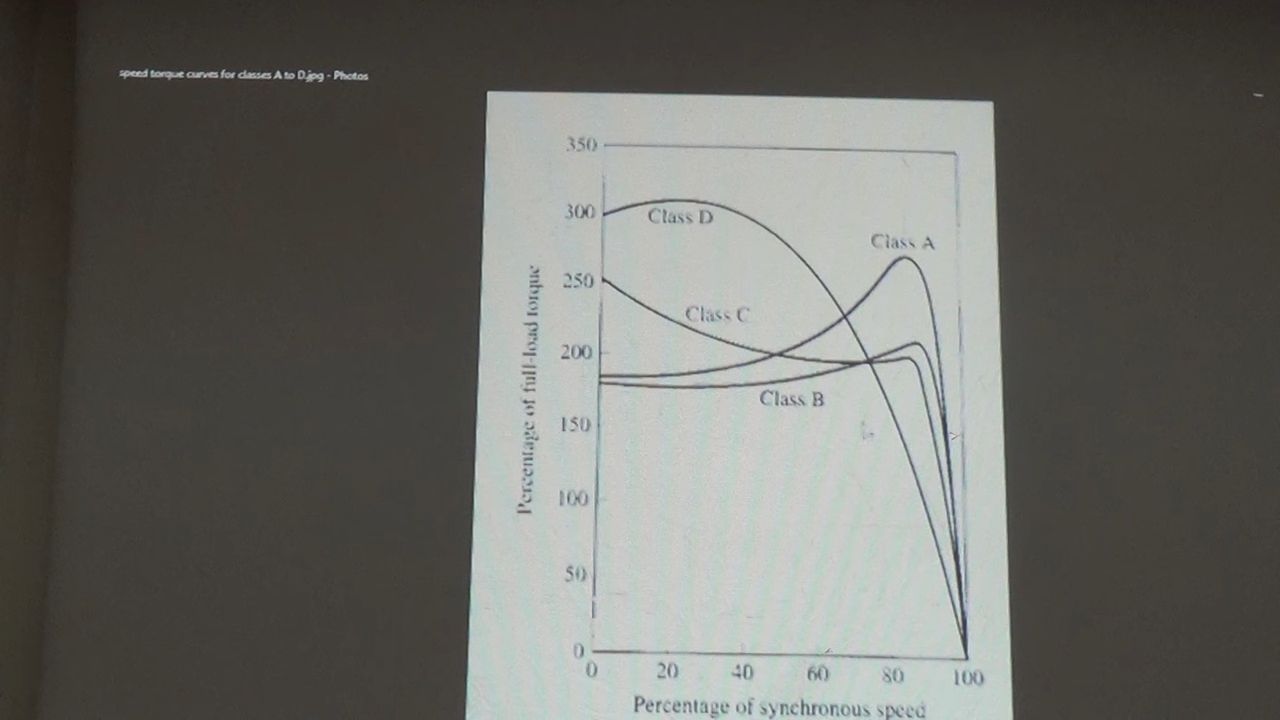 speed torque curves for classes A to D.jpg - Photos
350
300
250
200
150
100
50
0
Percentage of full-load torque
Class D
Class A
Class C
Class B
0 20 40 60 80 100
Percentage of synchronous speed